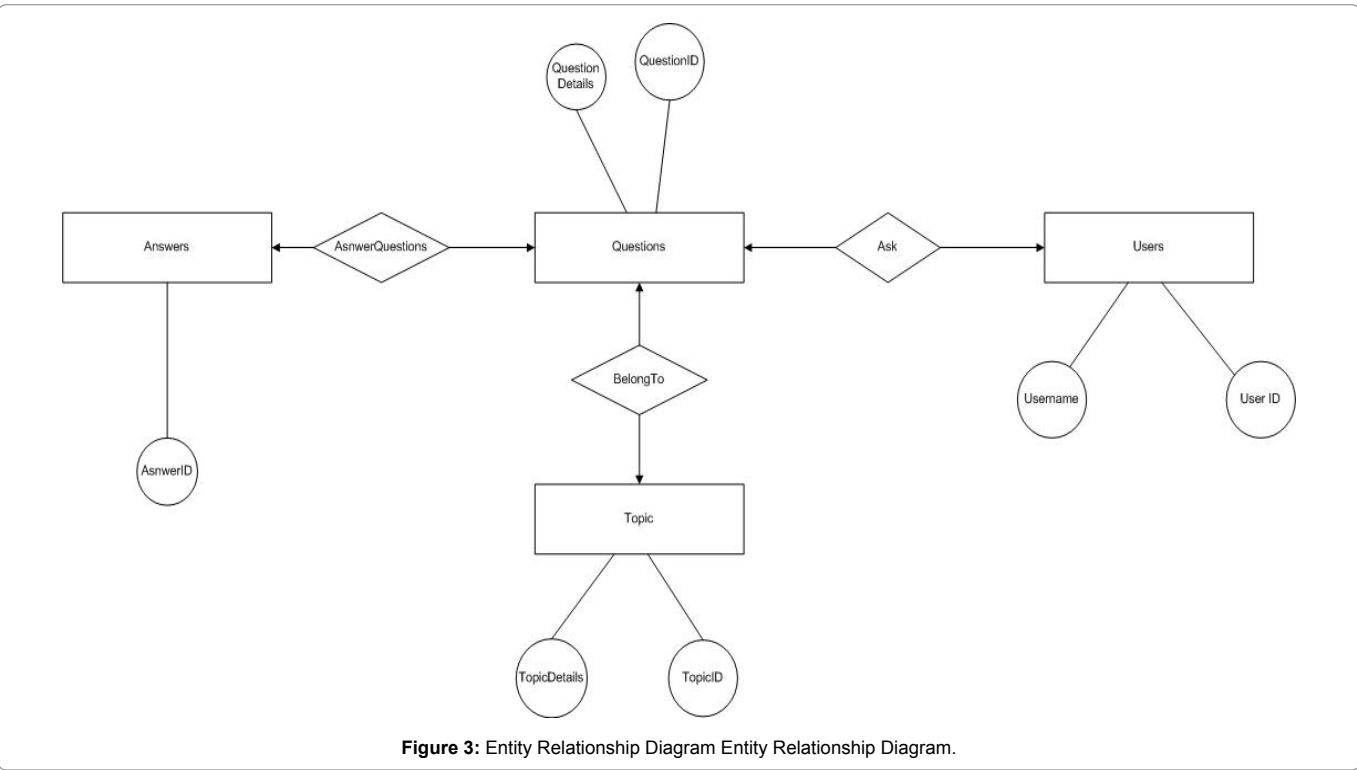 Question
Details
QuestionID
Answers
AsnwerQuestions
Questions
Ask
Users
BelongTo
Username
User ID
AsnwerID
Topic
TopicDetails
TopicID
Figure 3: Entity Relationship Diagram Entity Relationship Diagram.